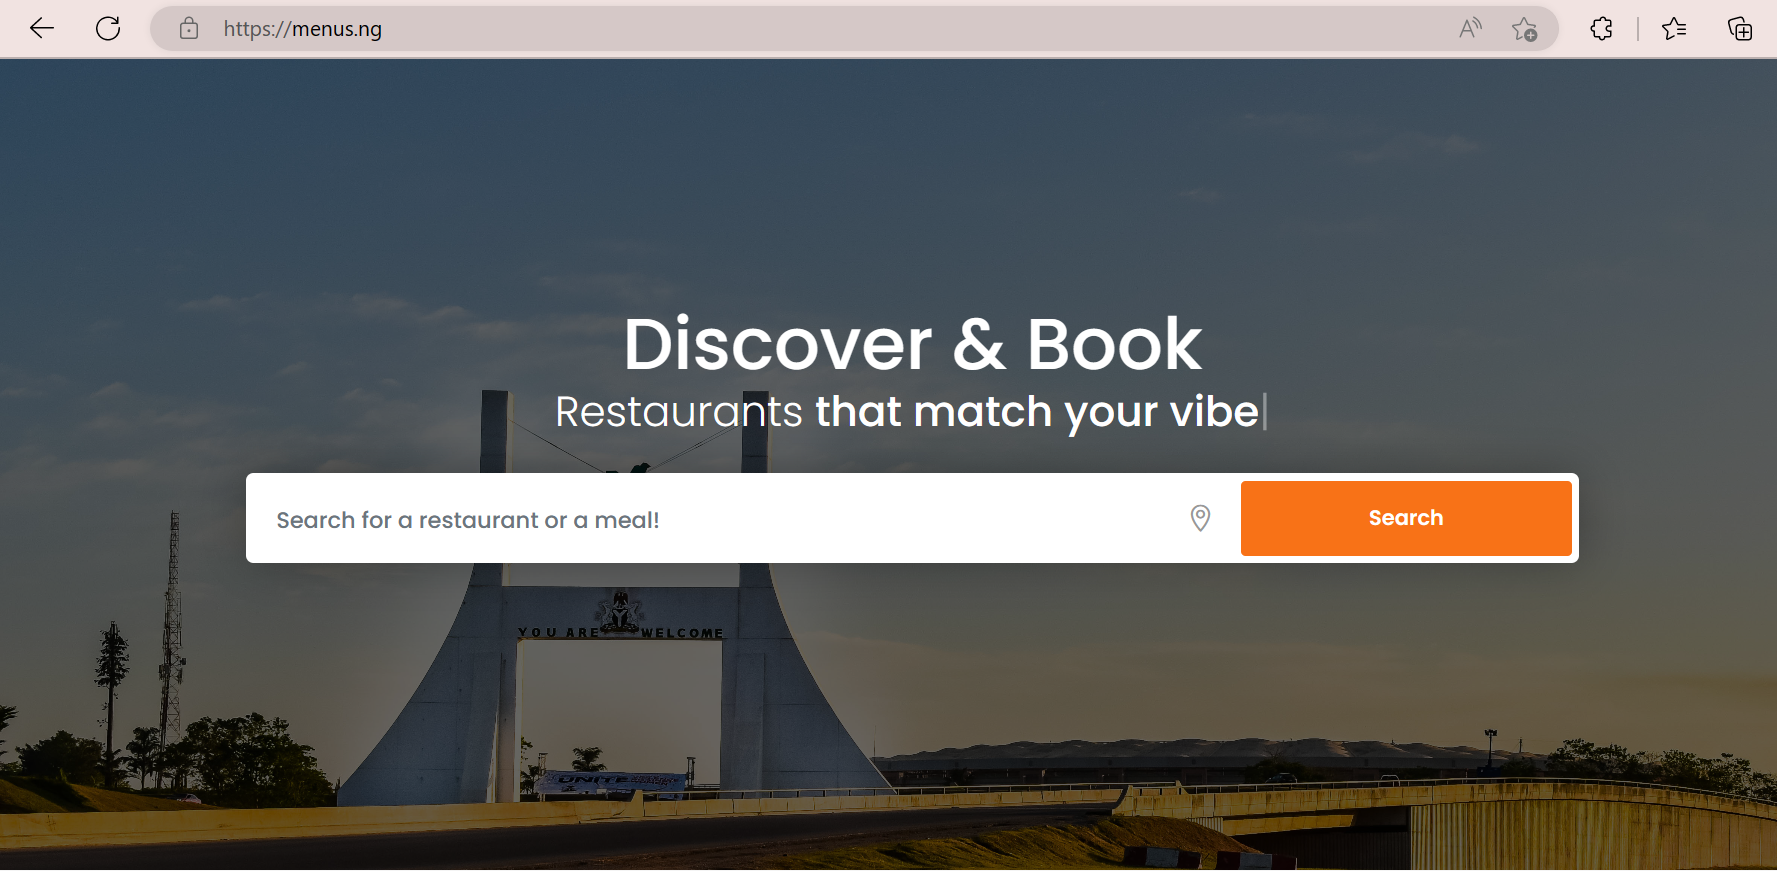 https://menus.ng
Discover & Book
Restaurants that match your vibe
Search for a restaurant or a meal!
Search
YOU ARE WELCOME
UNITE